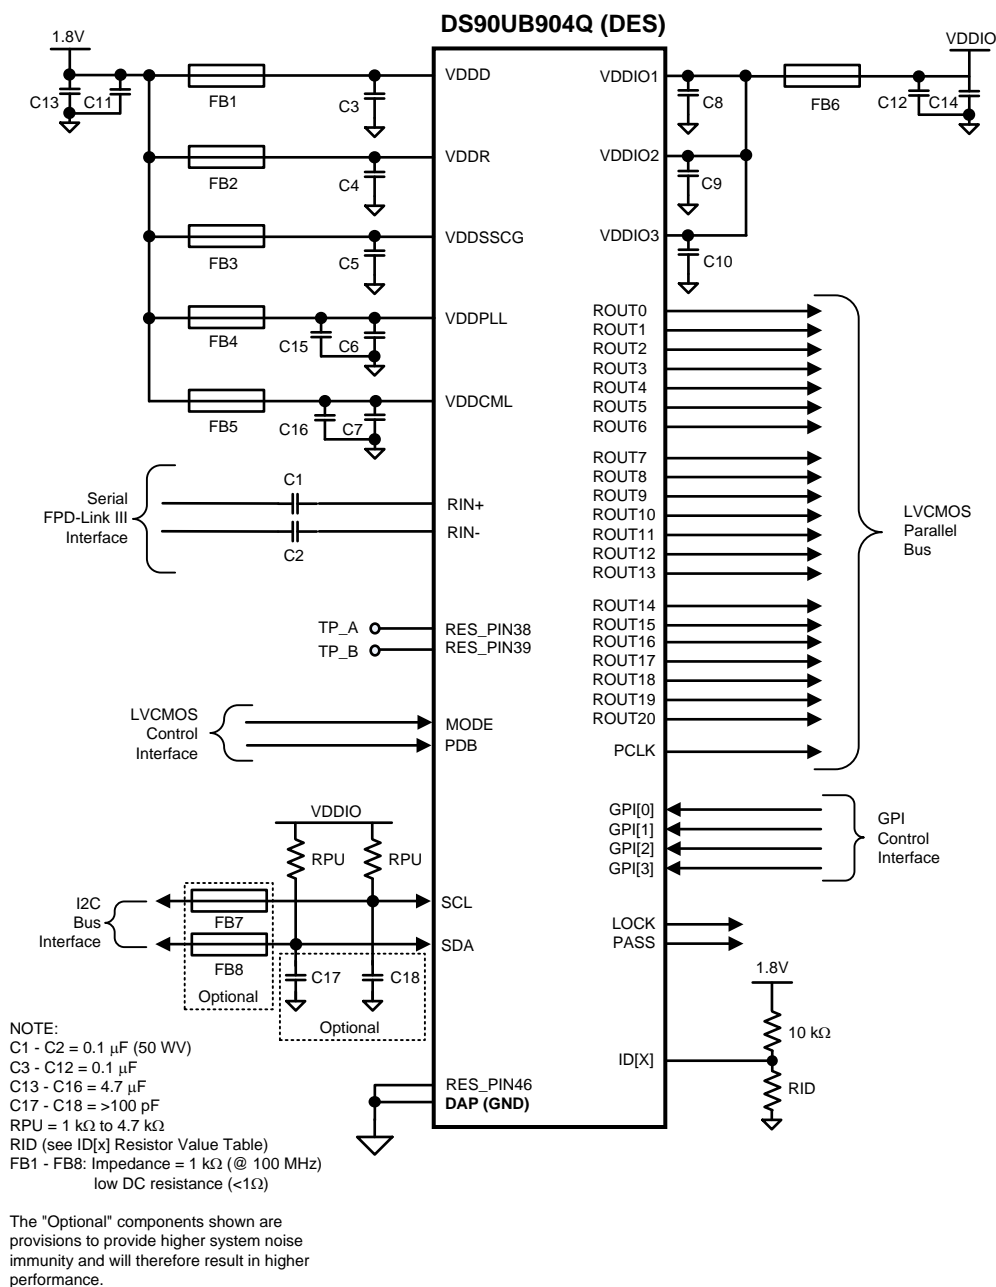 DS90UB904Q (DES)
1.8V
VDDIO
C13
C11
FB1
C3
VDDD
VDDIO1
C8
FB6
C12
C14
FB2
C4
VDDR
VDDIO2
C9
FB3
C5
VDDSSCG
VDDIO3
C10
FB4
C15
C6
VDDPLL
FB5
C16
C7
VDDCML
ROUT0
ROUT1
ROUT2
ROUT3
ROUT4
ROUT5
ROUT6
ROUT7
ROUT8
ROUT9
ROUT10
ROUT11
ROUT12
ROUT13
ROUT14
ROUT15
ROUT16
ROUT17
ROUT18
ROUT19
ROUT20
PCLK
LVCMOS
Parallel
Bus
Serial
FPD-Link III
Interface
C1
C2
RIN+
RIN-
TP_A
TP_B
RES_PIN38
RES_PIN39
LVCMOS
Control
Interface
MODE
PDB
GPI[0]
GPI[1]
GPI[2]
GPI[3]
GPI
Control
Interface
VDDIO
RPU
RPU
I2C
Bus
Interface
FB7
FB8
Optional
SCL
SDA
C17
C18
Optional
LOCK
PASS
1.8V
10 kΩ
ID[X]
RID
RES_PIN46
DAP (GND)
NOTE:
C1 - C2 = 0.1 μF (50 WV)
C3 - C12 = 0.1 μF
C13 - C16 = 4.7 μF
C17 - C18 = >100 pF
RPU = 1 kΩ to 4.7 kΩ
RID (see ID[x] Resistor Value Table)
FB1 - FB8: Impedance = 1 kΩ (@ 100 MHz)
low DC resistance (<1Ω)
The "Optional" components shown are
provisions to provide higher system noise
immunity and will therefore result in higher
performance.